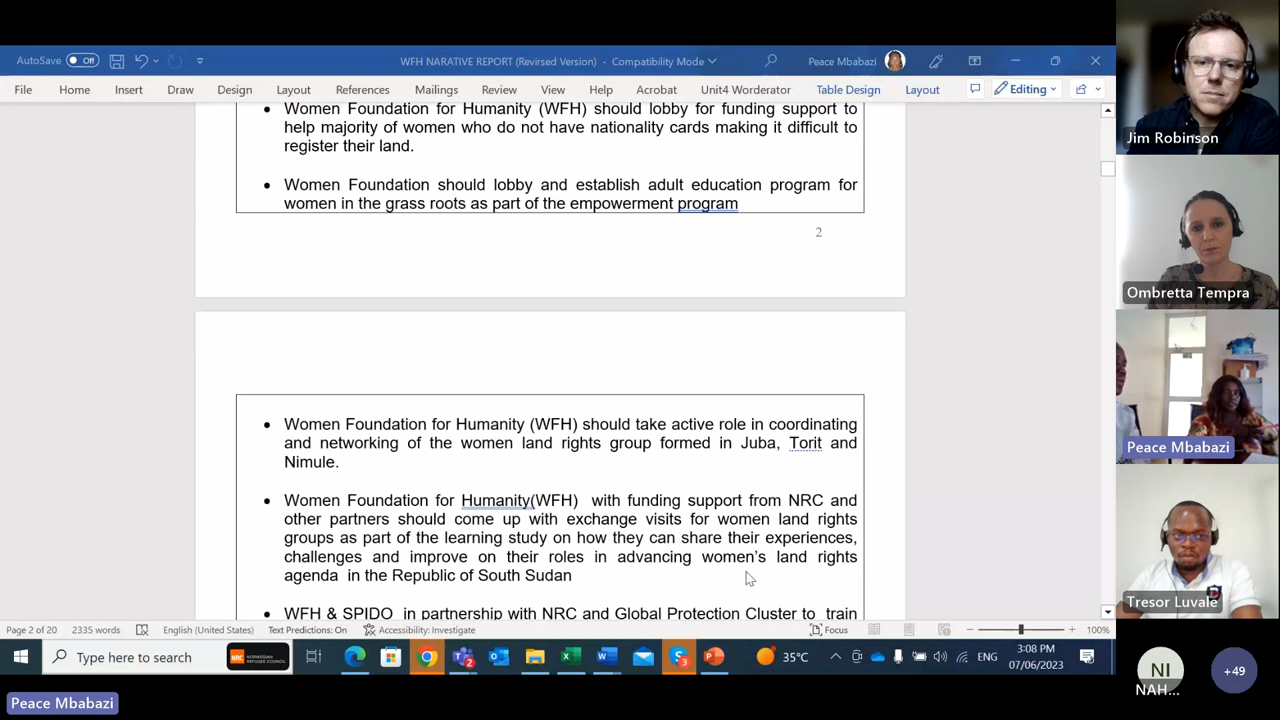 AutoSave Off
WFH NARATIVE REPORT (Revirsed Version) - Compatibility Mode
Peace Mbabazi
File Home Insert Draw Design Layout References Mailings Review View Help Acrobat Unit4 Worderator Table Design Layout Editing
Women Foundation for Humanity (WFH) should lobby for funding support to
help majority of women who do not have nationality cards making it difficult to
register their land.
Women Foundation should lobby and establish adult education program for
women in the grass roots as part of the empowerment program
2
Women Foundation for Humanity (WFH) should take active role in coordinating
and networking of the women land rights group formed in Juba, Torit and
Nimule.
Women Foundation for Humanity(WFH) with funding support from NRC and
other partners should come up with exchange visits for women land rights
groups as part of the learning study on how they can share their experiences,
challenges and improve on their roles in advancing women's land rights
agenda in the Republic of South Sudan
WFH & SPIDO in partnership with NRC and Global Protection Cluster to train
Page 2 of 20 2335 words English (United States) Text Predictions: On Accessibility: Investigate Focus 100%
Type here to search
NRC NORWEGIAN REFUGEE COUNCIL
2
3
35°C
ENG
3:08 PM
07/06/2023
Peace Mbabazi
Jim Robinson
Ombretta Tempra
Peace Mbabazi
Tresor Luvale
NI
NAH...
+49